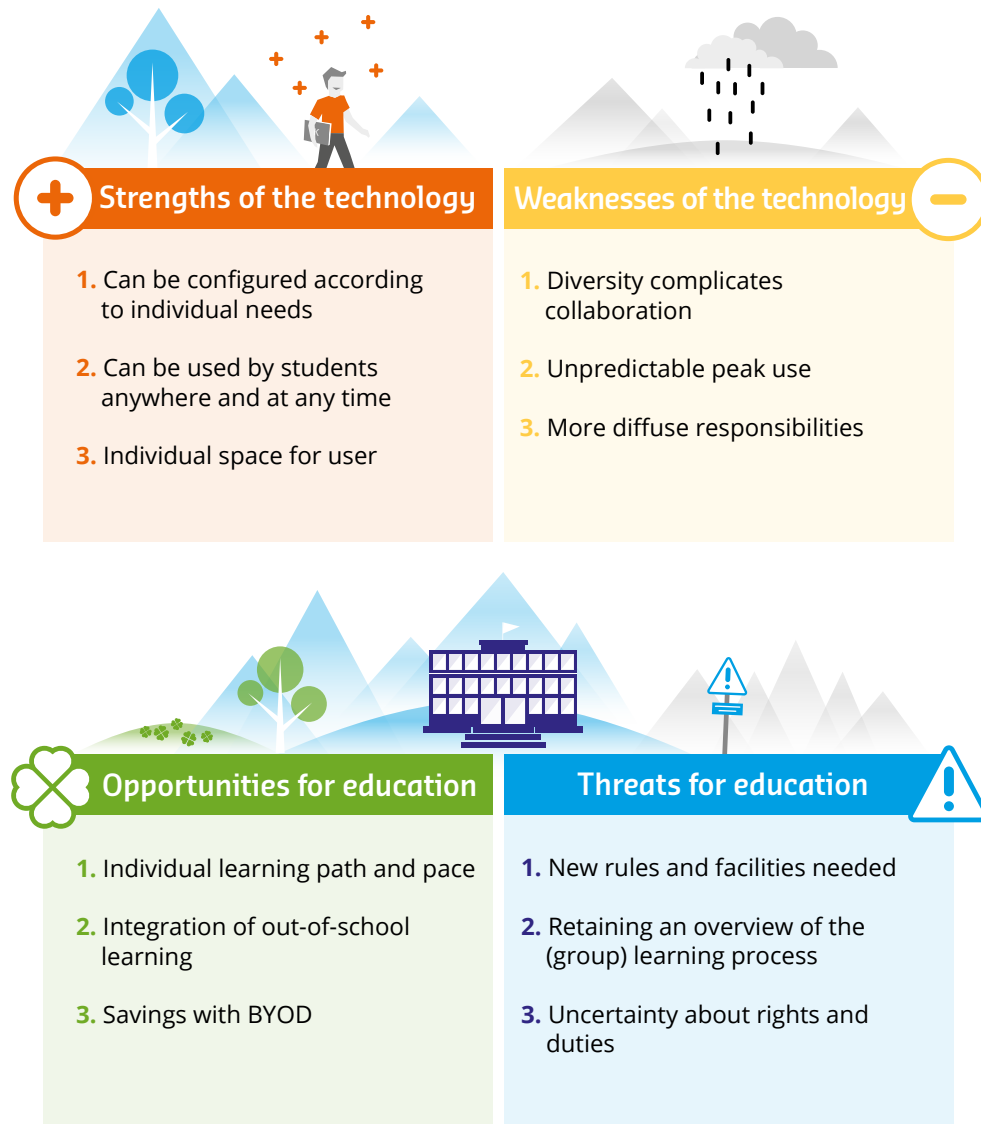 Strengths of the technology
1. Can be configured according
to individual needs
2. Can be used by students
anywhere and at any time
3. Individual space for user
Weaknesses of the technology
1. Diversity complicates
collaboration
2. Unpredictable peak use
3. More diffuse responsibilities
Opportunities for education
1. Individual learning path and pace
2. Integration of out-of-school
learning
3. Savings with BYOD
Threats for education
1. New rules and facilities needed
2. Retaining an overview of the
(group) learning process
3. Uncertainty about rights and
duties